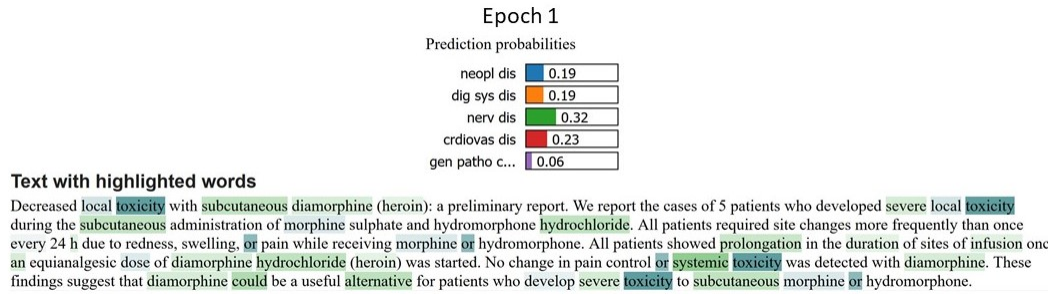 Epoch 1
Prediction probabilities
neopl dis 0.19
dig sys dis 0.19
nerv dis 0.32
crdiovas dis 0.23
gen patho c... 0.06
Text with highlighted words
Decreased local toxicity with subcutaneous diamorphine (heroin): a preliminary report. We report the cases of 5 patients who developed severe local toxicity
during the subcutaneous administration of morphine sulphate and hydromorphone hydrochloride. All patients required site changes more frequently than once
every 24 h due to redness, swelling, or pain while receiving morphine or hydromorphone. All patients showed prolongation in the duration of sites of infusion onc
an equianalgesic dose of diamorphine hydrochloride (heroin) was started. No change in pain control or systemic toxicity was detected with diamorphine. These
findings suggest that diamorphine could be a useful alternative for patients who develop severe toxicity to subcutaneous morphine or hydromorphone.